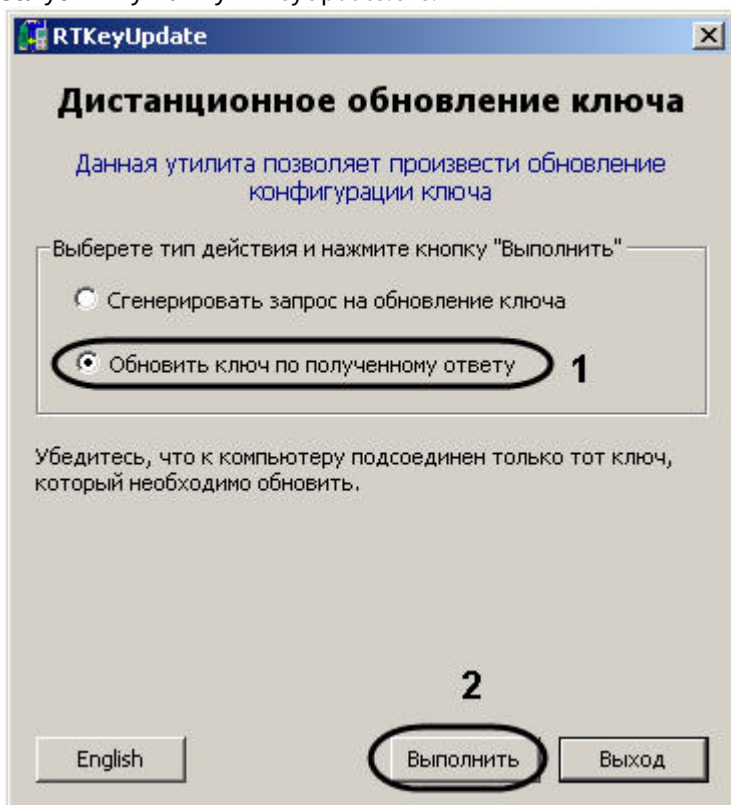 RTKeyUpdate
Дистанционное обновление ключа
Данная утилита позволяет произвести обновление
конфигурации ключа
Выберете тип действия и нажмите кнопку "Выполнить"
Сгенерировать запрос на обновление ключа
Обновить ключ по полученному ответу 1
Убедитесь, что к компьютеру подсоединен только тот ключ,
который необходимо обновить.
2
English Выполнить Выход